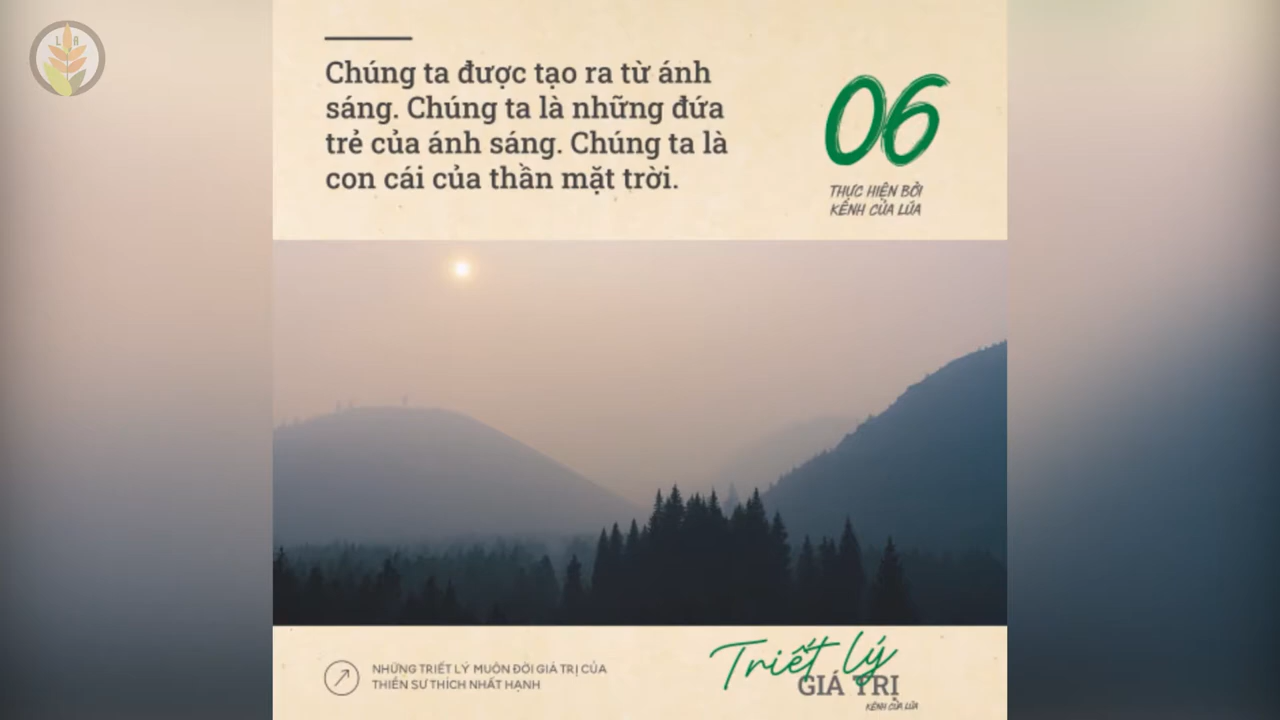 L A
Chúng ta được tạo ra từ ánh
sáng. Chúng ta là những đứa
trẻ của ánh sáng. Chúng ta là
con cái của thần mặt trời.
06
THỰC HIỆN BỞI
KÊNH CỦA LÚA
NHỮNG TRIẾT LÝ MUÔN ĐỜI GIÁ TRỊ CỦA
THIỀN SƯ THÍCH NHẤT HẠNH
Triết lý
GIÁ TRỊ
KÊNH CỦA LÚA